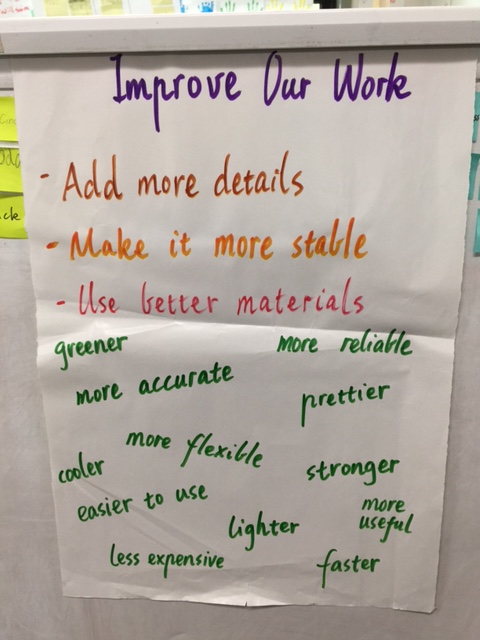 Improve Our Work
- Add more details
- Make it more stable
- Use better materials
greener
more reliable
more accurate
prettier
more flexible
cooler
stronger
easier to use
more
useful
lighter
less expensive
faster